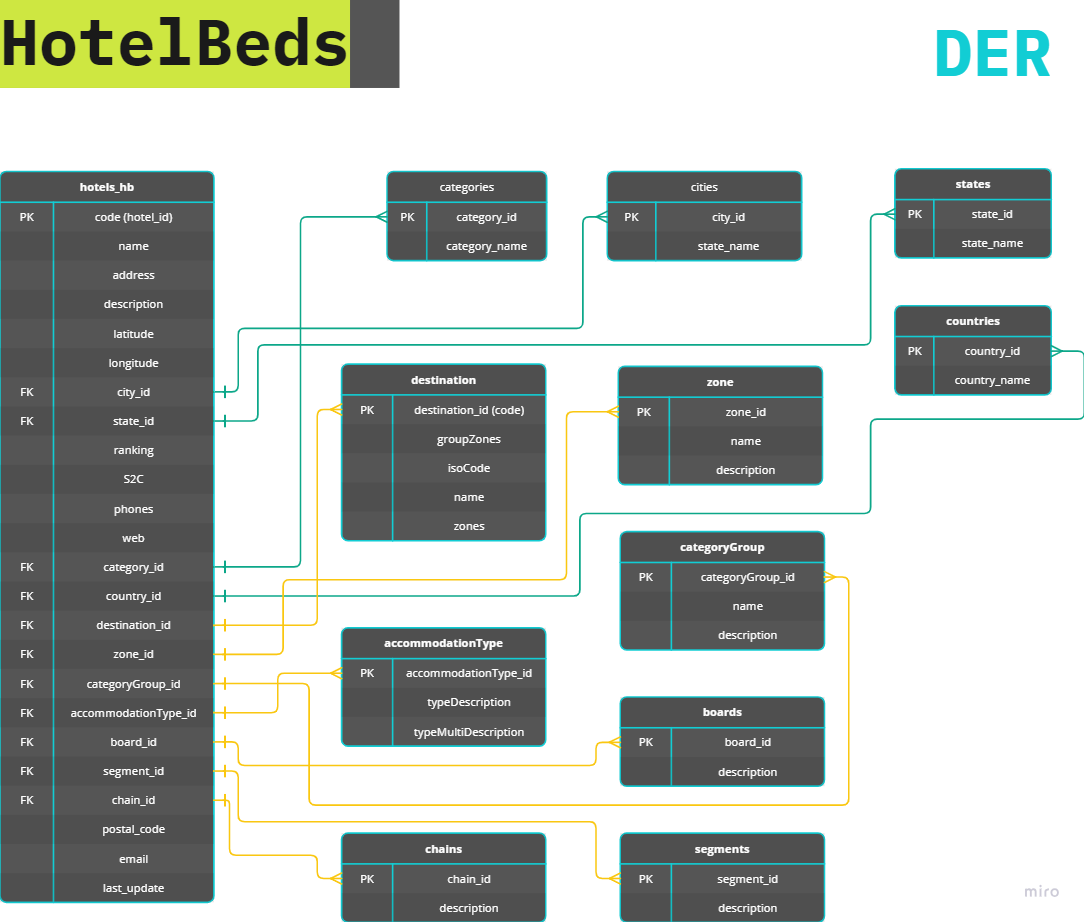 HotelBeds
DER
hotels_hb
PK code (hotel_id)
name
address
description
latitude
longitude
FK city_id
FK state_id
ranking
S2C
phones
web
FK category_id
FK country_id
FK destination_id
FK zone_id
FK categoryGroup_id
FK accommodationType_id
FK board_id
FK segment_id
FK chain_id
postal_code
email
last_update
categories
PK category_id
category_name
cities
PK city_id
state_name
states
PK state_id
state_name
countries
PK country_id
country_name
destination
PK destination_id (code)
groupZones
isoCode
name
zones
zone
PK zone_id
name
description
categoryGroup
PK categoryGroup_id
name
description
accommodationType
PK accommodationType_id
typeDescription
typeMultiDescription
boards
PK board_id
description
chains
PK chain_id
description
segments
PK segment_id
description
miro